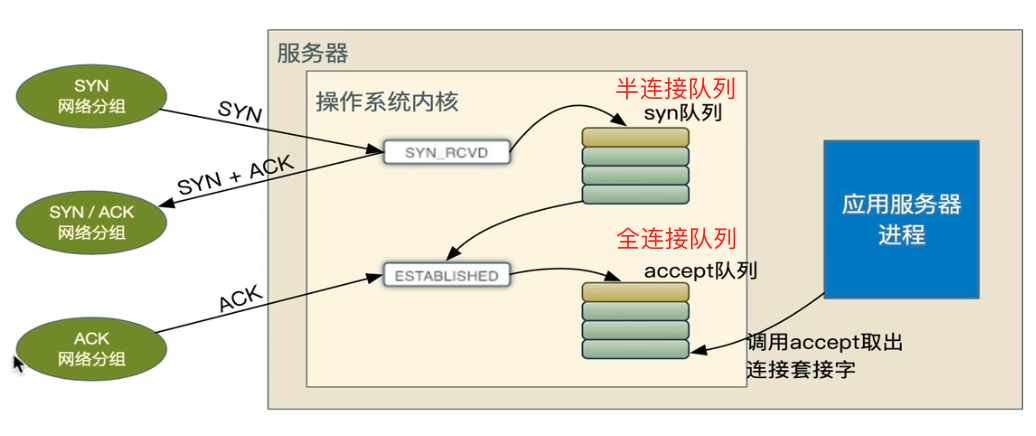 服务器
操作系统内核
半连接队列
syn队列
SYN
网络分组
SYN
SYN_RCVD
SYN + ACK
SYN / ACK
网络分组
应用服务器
进程
全连接队列
accept队列
ESTABLISHED
ACK
ACK
网络分组
调用accept取出
连接套接字